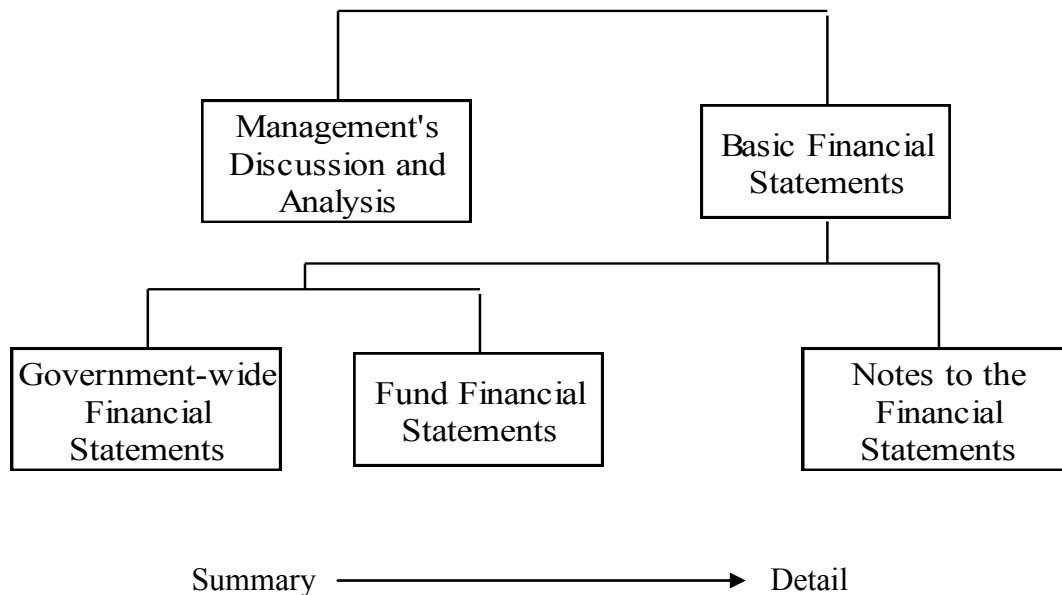 Management's
Discussion and
Analysis
Basic Financial
Statements
Government-wide
Financial
Statements
Fund Financial
Statements
Notes to the
Financial
Statements
Summary
Detail